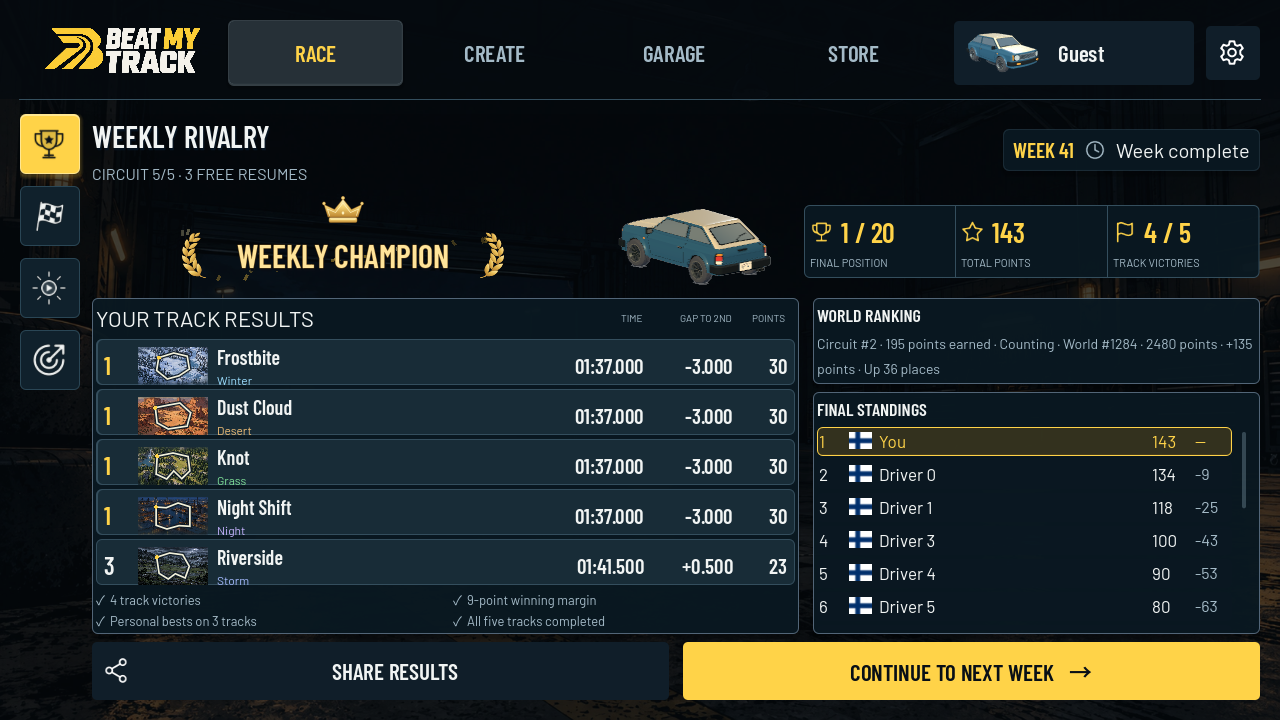 BEAT MY TRACK
RACE
CREATE
GARAGE
STORE
Guest
WEEKLY RIVALRY
CIRCUIT 5/5 · 3 FREE RESUMES
WEEK 41 Week complete
WEEKLY CHAMPION
1 / 20
FINAL POSITION
143
TOTAL POINTS
4 / 5
TRACK VICTORIES
YOUR TRACK RESULTS TIME GAP TO 2ND POINTS
1 Frostbite 01:37.000 -3.000 30
Winter
1 Dust Cloud 01:37.000 -3.000 30
Desert
1 Knot 01:37.000 -3.000 30
Grass
1 Night Shift 01:37.000 -3.000 30
Night
3 Riverside 01:41.500 +0.500 23
Storm
✓ 4 track victories
✓ 9-point winning margin
✓ Personal bests on 3 tracks
✓ All five tracks completed
WORLD RANKING
Circuit #2 · 195 points earned · Counting · World #1284 · 2480 points · +135
points · Up 36 places
FINAL STANDINGS
1 You 143 —
2 Driver 0 134 -9
3 Driver 1 118 -25
4 Driver 3 100 -43
5 Driver 4 90 -53
6 Driver 5 80 -63
SHARE RESULTS
CONTINUE TO NEXT WEEK →